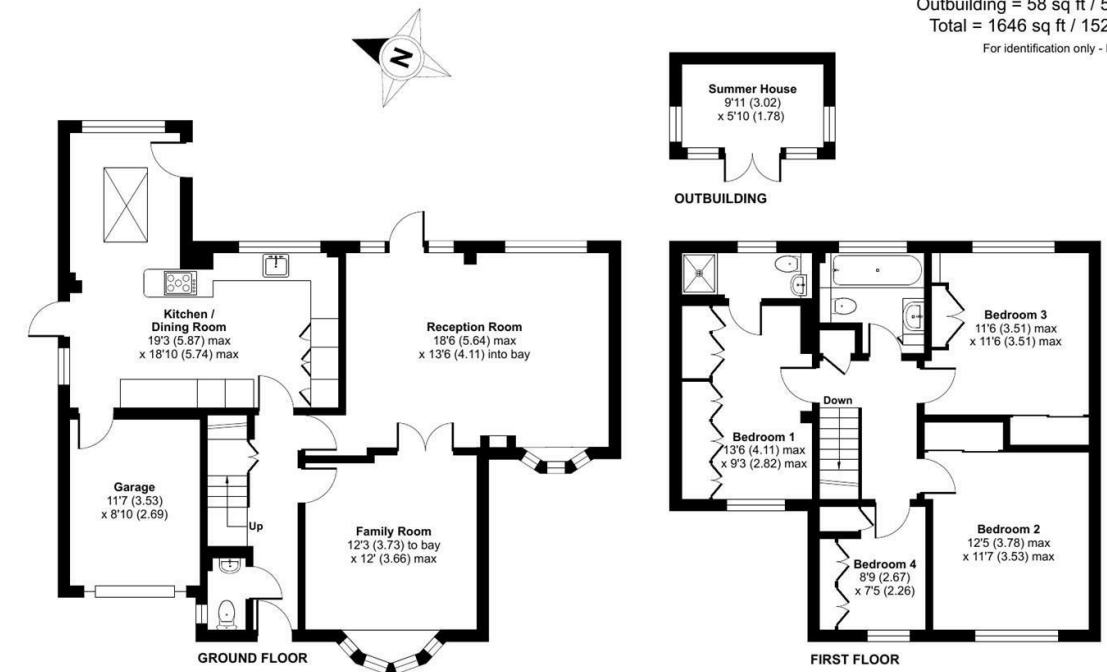 Outbuilding = 58 sq ft / 5
Total = 1646 sq ft / 152
For identification only -
N
Summer House
9'11 (3.02)
x 5'10 (1.78)
OUTBUILDING
Kitchen /
Dining Room
19'3 (5.87) max
x 18'10 (5.74) max
Reception Room
18'6 (5.64) max
x 13'6 (4.11) into bay
Garage
11'7 (3.53)
x 8'10 (2.69)
Up
Family Room
12'3 (3.73) to bay
x 12' (3.66) max
GROUND FLOOR
Bedroom 3
11'6 (3.51) max
x 11'6 (3.51) max
Down
Bedroom 1
13'6 (4.11) max
x 9'3 (2.82) max
Bedroom 2
12'5 (3.78) max
x 11'7 (3.53) max
Bedroom 4
8'9 (2.67)
x 7'5 (2.26)
FIRST FLOOR